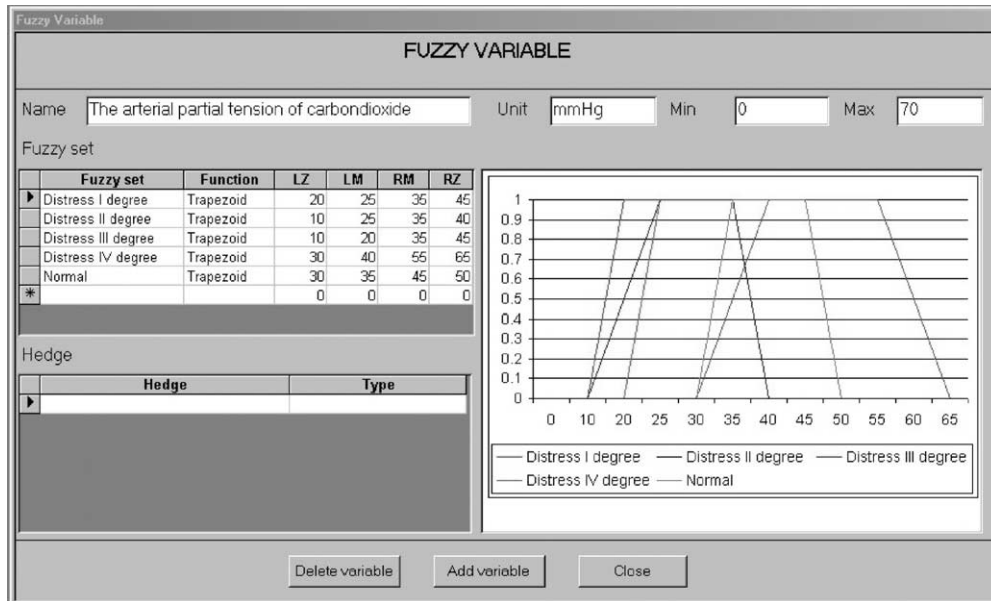 Fuzzy Variable
FUZZY VARIABLE
Name The arterial partial tension of carbondioxide Unit mmHg Min 0 Max 70
Fuzzy set
Fuzzy set Function LZ LM RM RZ
Distress I degree Trapezoid 20 25 35 45
Distress II degree Trapezoid 10 25 35 40
Distress III degree Trapezoid 10 20 35 45
Distress IV degree Trapezoid 30 40 55 65
Normal Trapezoid 30 35 45 50
* 0 0 0 0
Hedge
Hedge Type
1
0.9
0.8
0.7
0.6
0.5
0.4
0.3
0.2
0.1
0
0 10 20 25 30 35 40 45 50 55 60 65
Distress I degree Distress II degree Distress III degree
Distress IV degree Normal
Delete variable Add variable Close